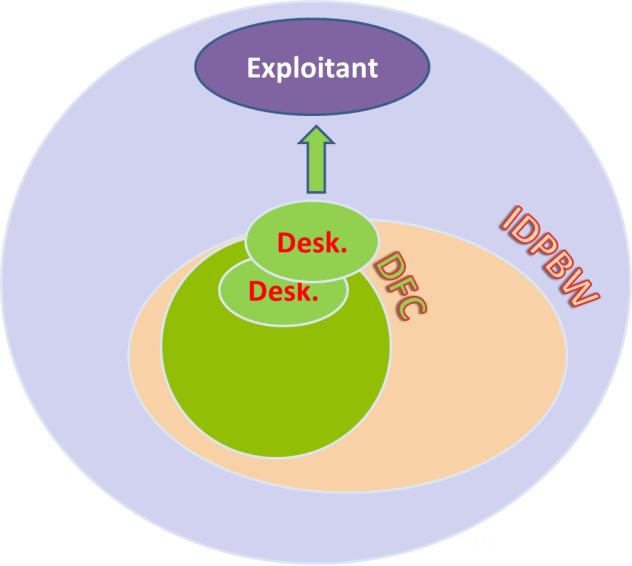 Exploitant
IDPBW
Desk.
DFC
Desk.